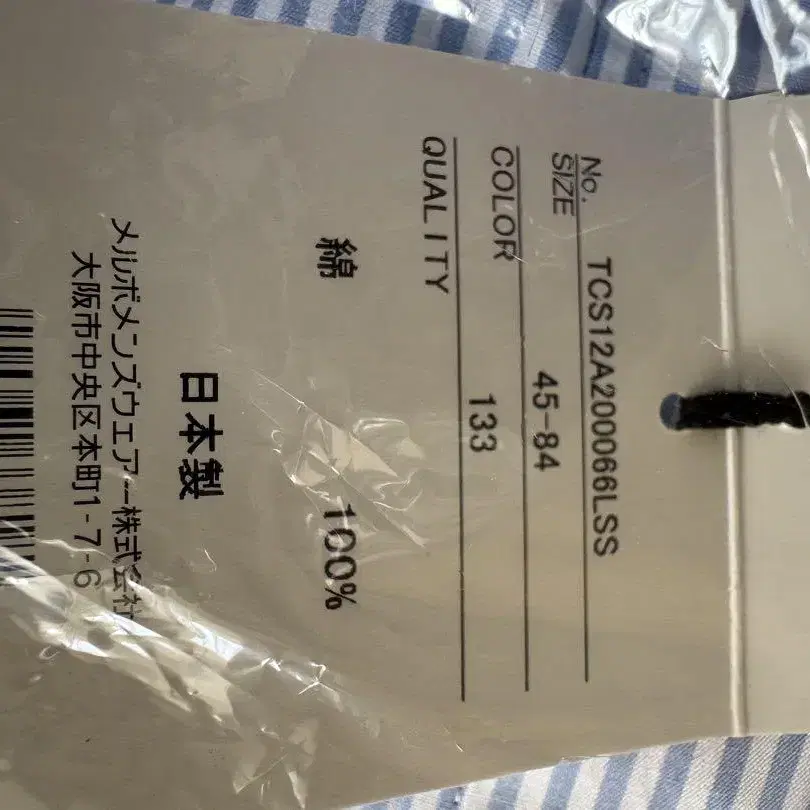 No. TCS12A200066LSS
SIZE 45-84
COLOR 133
QUALITY
綿 100%
日本製
メルボメンズウェアー株式会社
大阪市中央区本町1-7-6